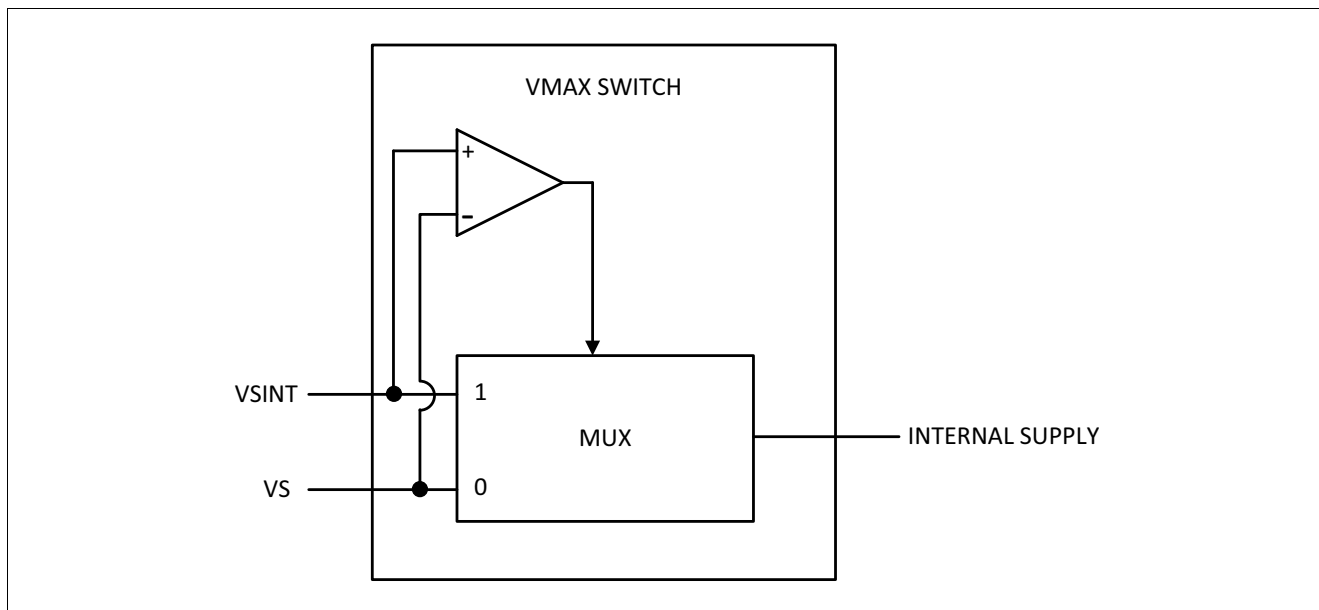 VMAX SWITCH
+
-
VSINT
1
MUX
INTERNAL SUPPLY
VS
0